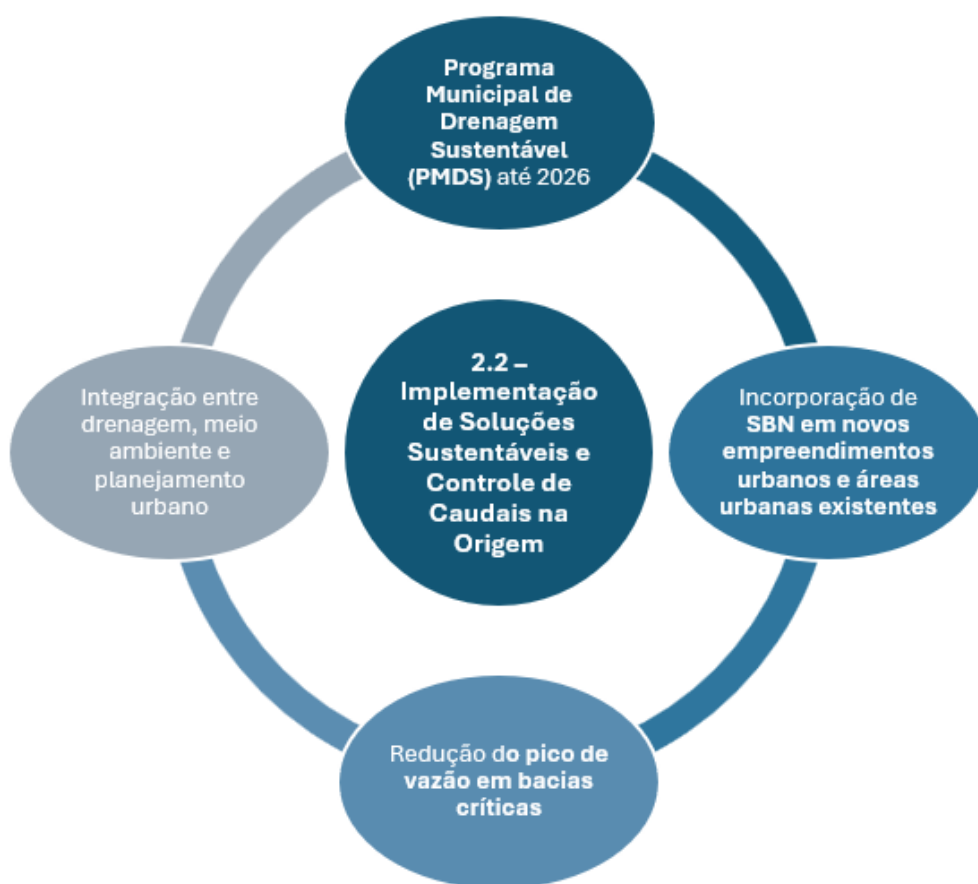 Programa
Municipal de
Drenagem
Sustentável
(PMDS) até 2026
2.2 –
Implementação
de Soluções
Sustentáveis e
Controle de
Caudais na
Origem
Incorporação de
SBN em novos
empreendimentos
urbanos e áreas
urbanas existentes
Redução do pico de
vazão em bacias
críticas
Integração entre
drenagem, meio
ambiente e
planejamento
urbano